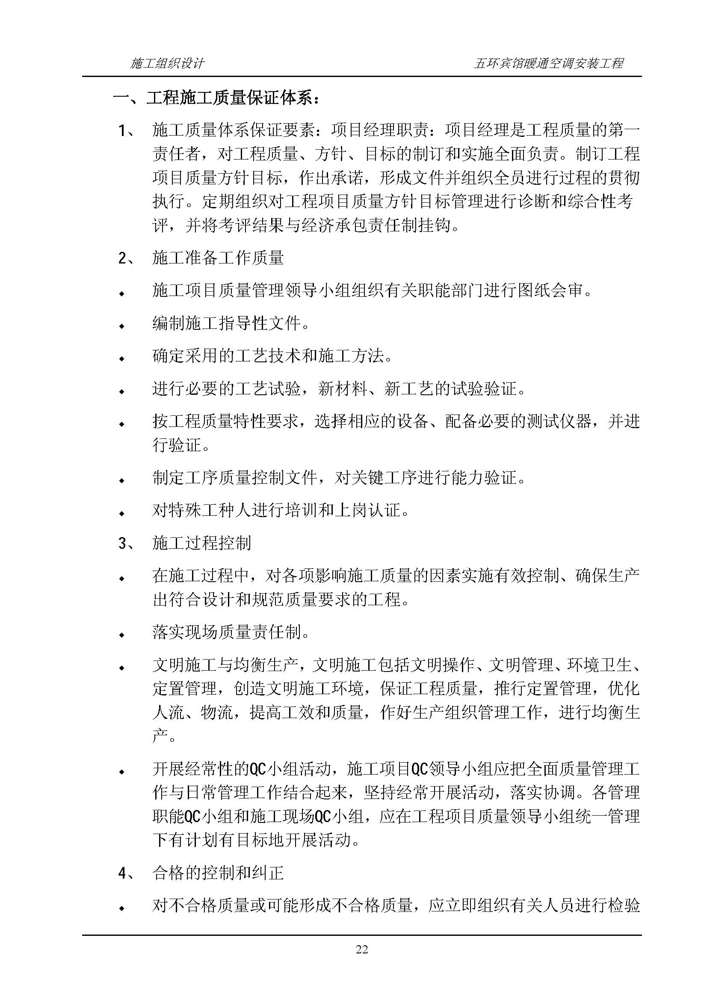 施工组织设计 五环宾馆暖通空调安装工程
一、工程施工质量保证体系：
1、 施工质量体系保证要素：项目经理职责：项目经理是工程质量的第一
责任者，对工程质量、方针、目标的制订和实施全面负责。制订工程
项目质量方针目标，作出承诺，形成文件并组织全员进行过程的贯彻
执行。定期组织对工程项目质量方针目标管理进行诊断和综合性考
评，并将考评结果与经济承包责任制挂钩。
2、 施工准备工作质量
◆ 施工项目质量管理领导小组组织有关职能部门进行图纸会审。
◆ 编制施工指导性文件。
◆ 确定采用的工艺技术和施工方法。
◆ 进行必要的工艺试验，新材料、新工艺的试验验证。
◆ 按工程质量特性要求，选择相应的设备、配备必要的测试仪器，并进
行验证。
◆ 制定工序质量控制文件，对关键工序进行能力验证。
◆ 对特殊工种人进行培训和上岗认证。
3、 施工过程控制
◆ 在施工过程中，对各项影响施工质量的因素实施有效控制、确保生产
出符合设计和规范质量要求的工程。
◆ 落实现场质量责任制。
◆ 文明施工与均衡生产，文明施工包括文明操作、文明管理、环境卫生、
定置管理，创造文明施工环境，保证工程质量，推行定置管理，优化
人流、物流，提高工效和质量，作好生产组织管理工作，进行均衡生
产。
◆ 开展经常性的QC小组活动，施工项目QC领导小组应把全面质量管理工
作与日常管理工作结合起来，坚持经常开展活动，落实协调。各管理
职能QC小组和施工现场QC小组，应在工程项目质量领导小组统一管理
下有计划有目标地开展活动。
4、 合格的控制和纠正
◆ 对不合格质量或可能形成不合格质量，应立即组织有关人员进行检验
22